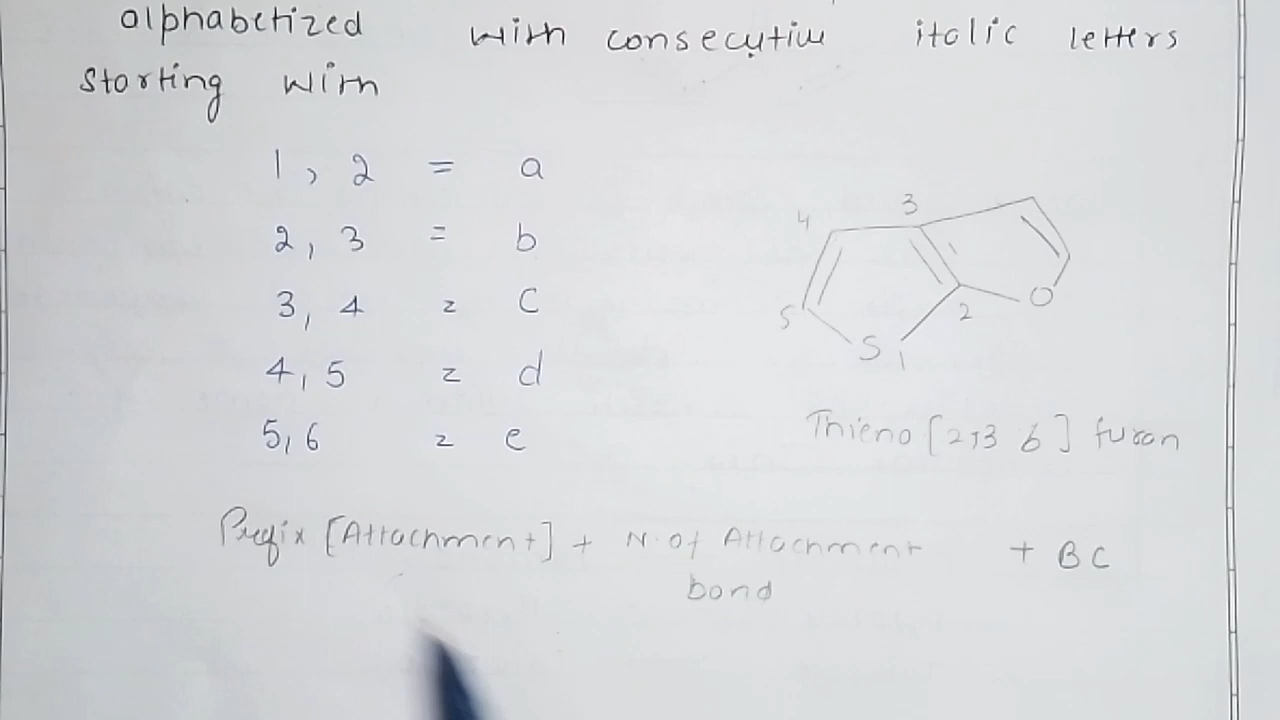 alphabetized with consecutive italic letters
starting with
1, 2 = a
2, 3 = b
3, 4 = c
4, 5 = d
5, 6 = e
4 3
5 S 1 2 O
Thieno [2,3 b] furan
Prefix [Attachment] + N. of Attachment + BC
bond